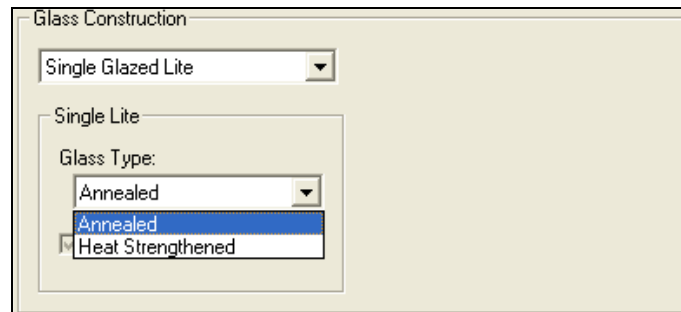 Glass Construction
Single Glazed Lite
Single Lite
Glass Type:
Annealed
Annealed
Heat Strengthened